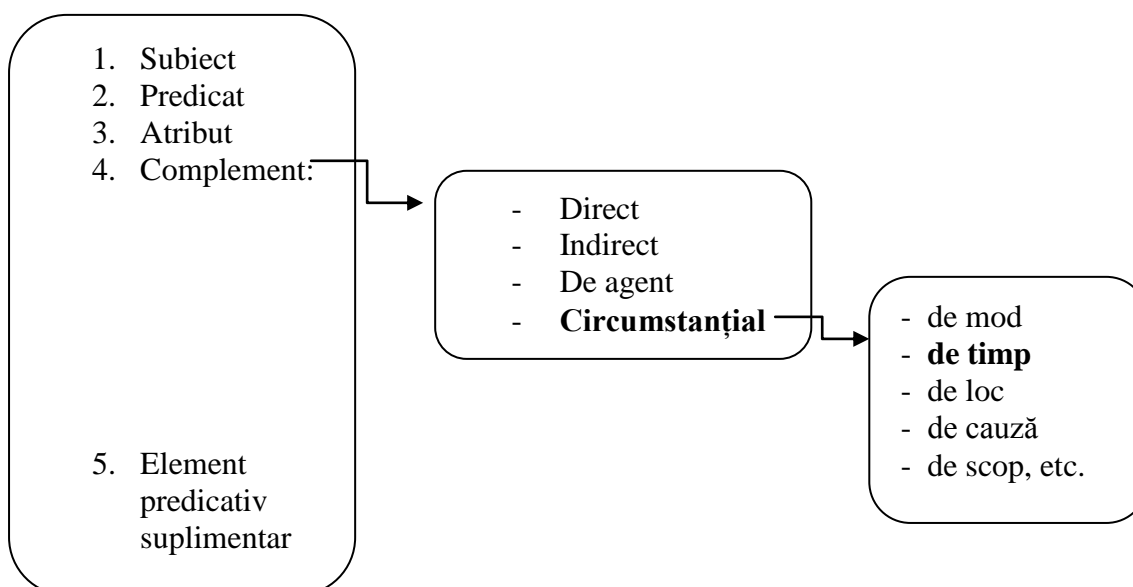 1. Subiect
2. Predicat
3. Atribut
4. Complement:
5. Element
predicativ
suplimentar
- Direct
- Indirect
- De agent
- Circumstanțial
- de mod
- de timp
- de loc
- de cauză
- de scop, etc.